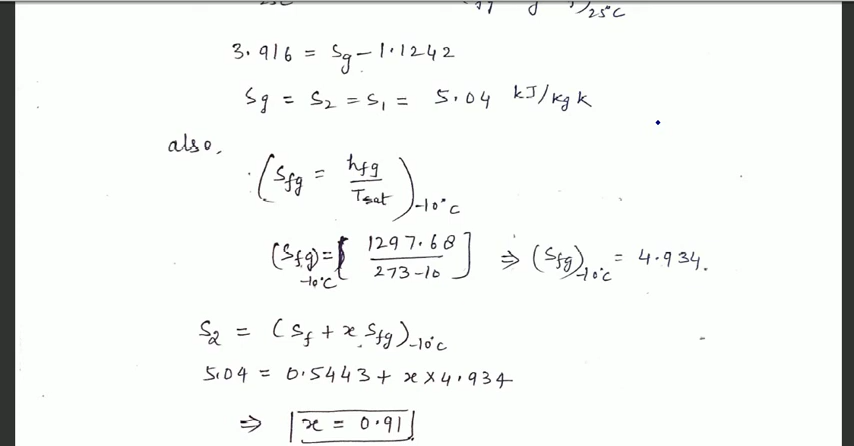 25°C
3.916 = Sg - 1.1242
Sg = S2 = S1 = 5.04 kJ/kg k
also,
(Sfg = hfg / Tsat)-10°C
(Sfg)-10°C = [1297.68 / 273-10] ⇒ (Sfg)-10°C = 4.934.
S2 = (Sf + x Sfg)-10°C
5.04 = 0.5443 + x × 4.934
⇒ x = 0.91